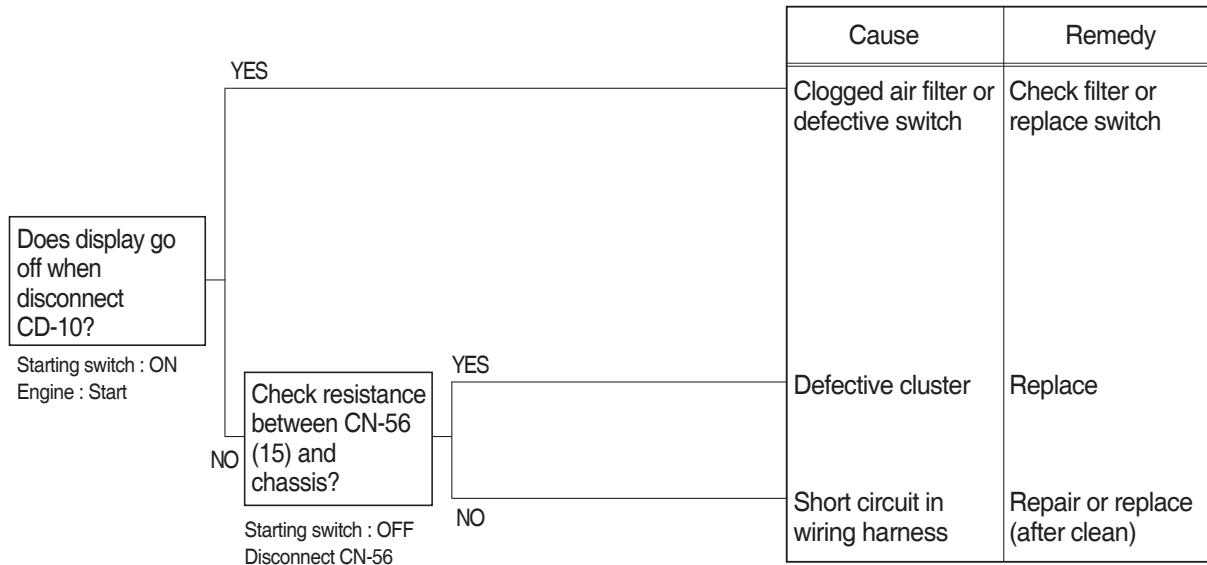 Cause
Remedy
YES
Clogged air filter or
defective switch
Check filter or
replace switch
Does display go
off when
disconnect
CD-10?
Starting switch : ON
Engine : Start
YES
Defective cluster
Replace
NO
Check resistance
between CN-56
(15) and
chassis?
Starting switch : OFF
Disconnect CN-56
NO
Short circuit in
wiring harness
Repair or replace
(after clean)